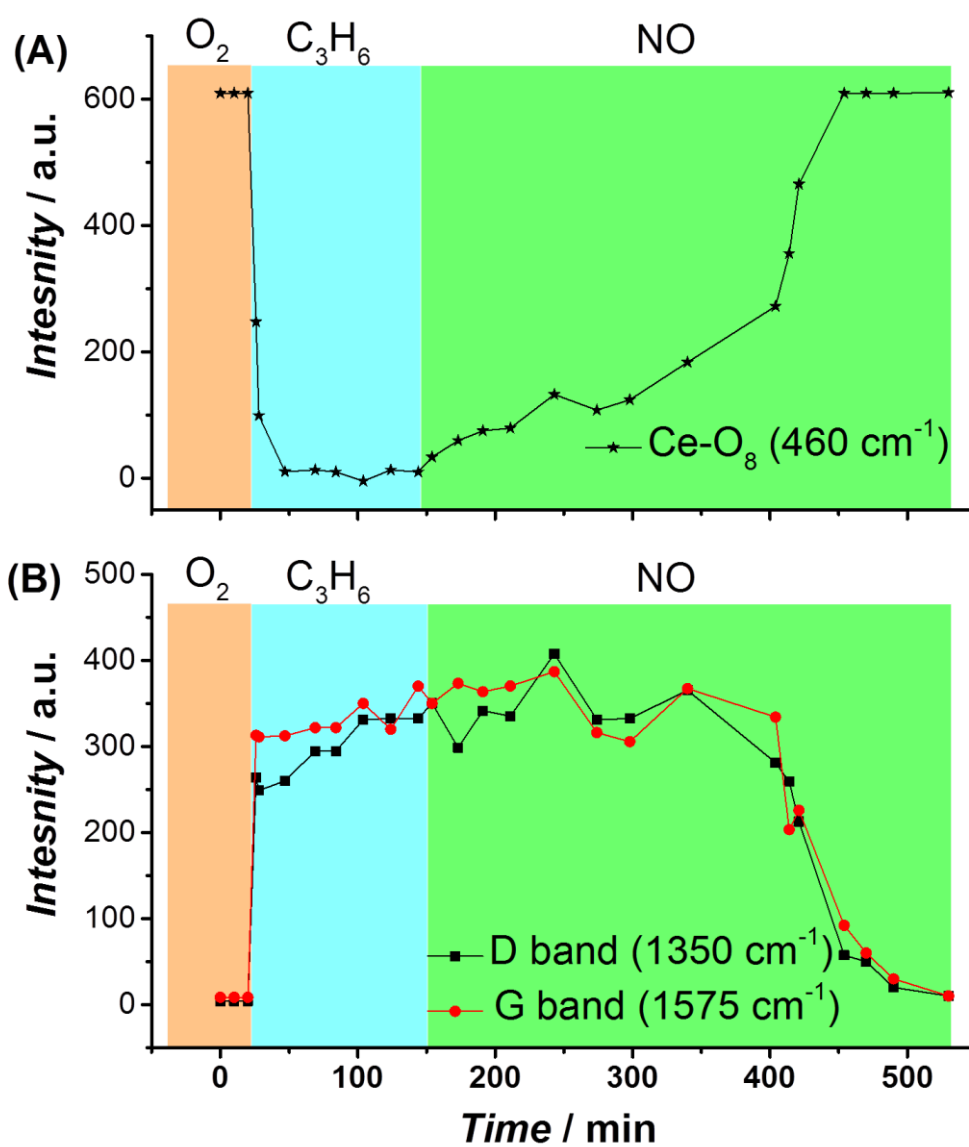 (A)
O₂ C₃H₆ NO
600
400
200
0
Intesnity / a.u.
Ce-O₈ (460 cm⁻¹)
(B)
O₂ C₃H₆ NO
500
400
300
200
100
0
Intesnity / a.u.
D band (1350 cm⁻¹)
G band (1575 cm⁻¹)
0 100 200 300 400 500
Time / min